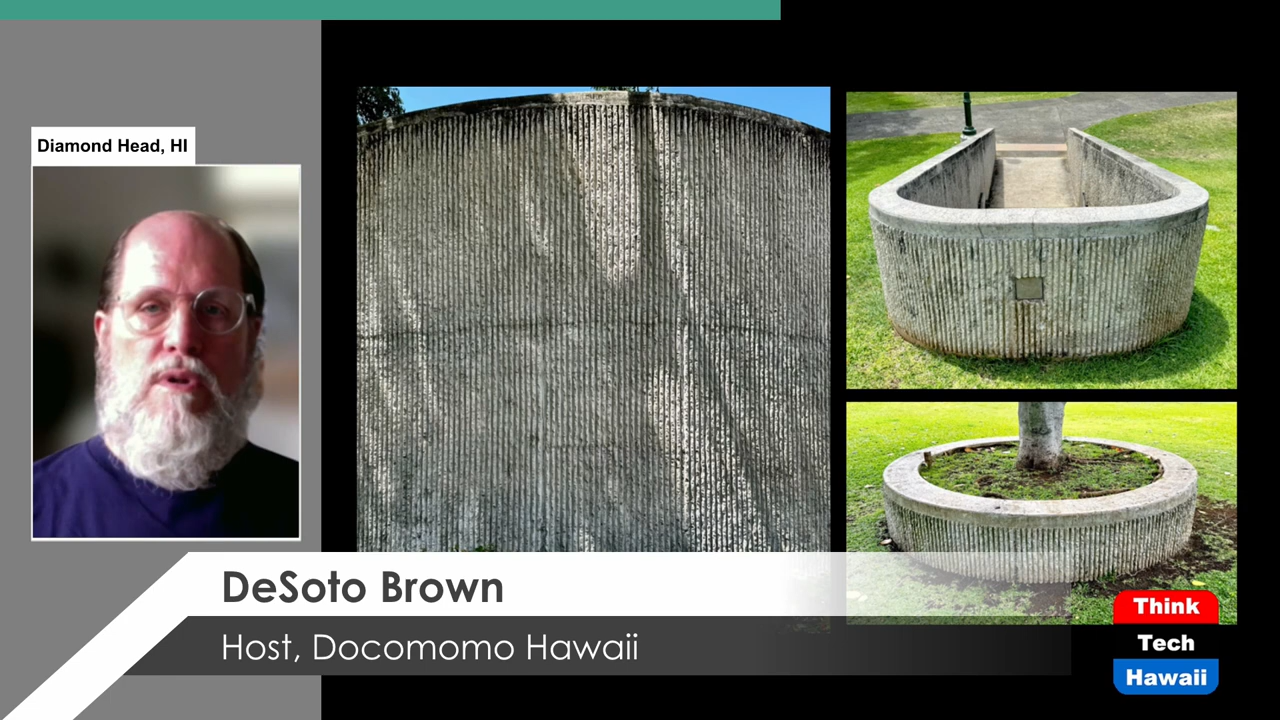 Diamond Head, HI
DeSoto Brown
Host, Docomomo Hawaii
Think
Tech
Hawaii